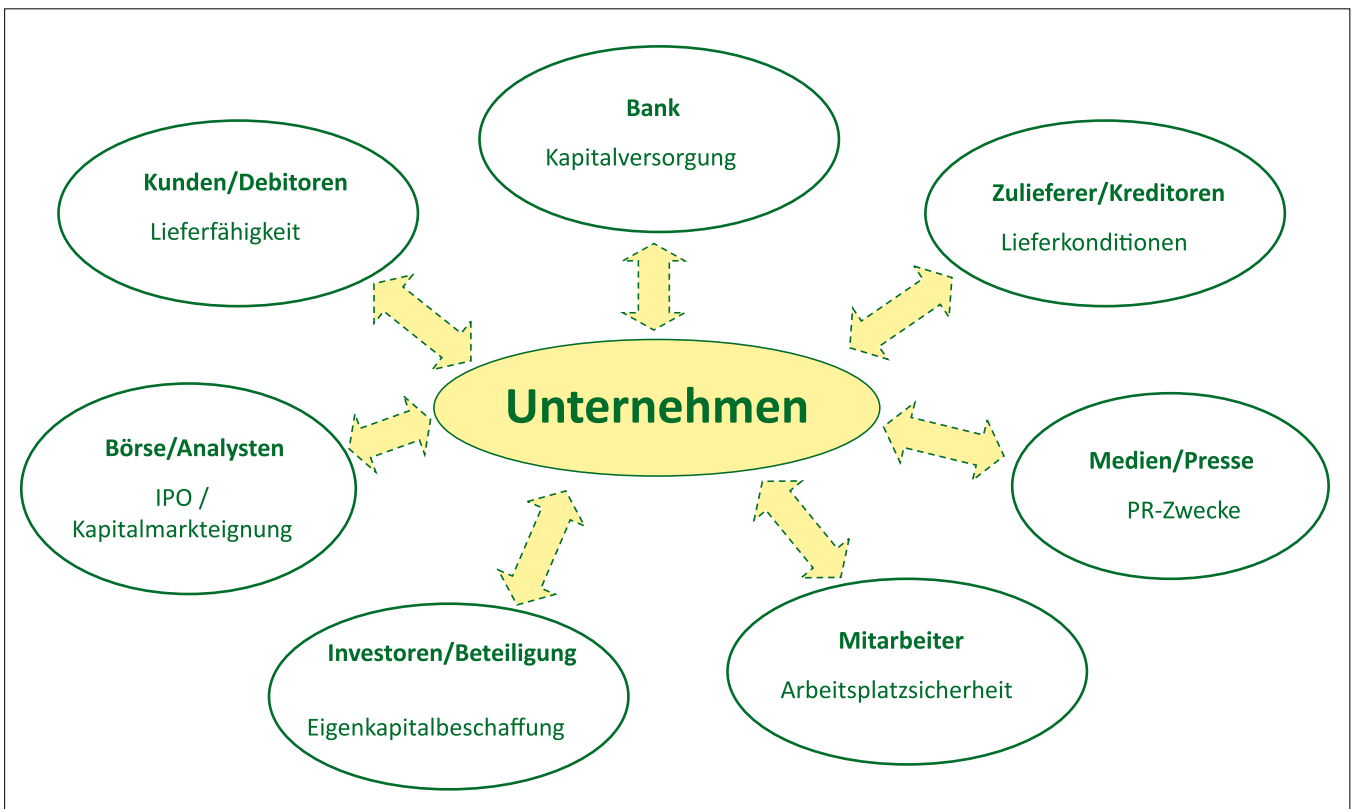 Bank
Kapitalversorgung
Kunden/Debitoren
Lieferfähigkeit
Zulieferer/Kreditoren
Lieferkonditionen
Unternehmen
Börse/Analysten
IPO /
Kapitalmarkteignung
Medien/Presse
PR-Zwecke
Investoren/Beteiligung
Eigenkapitalbeschaffung
Mitarbeiter
Arbeitsplatzsicherheit